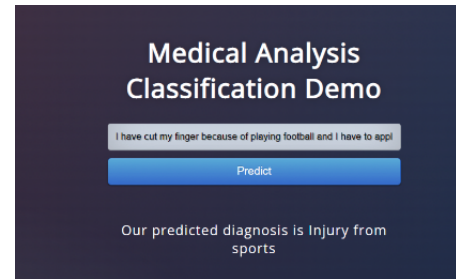 Medical Analysis
Classification Demo
I have cut my finger because of playing football and I have to appl
Predict
Our predicted diagnosis is Injury from
sports